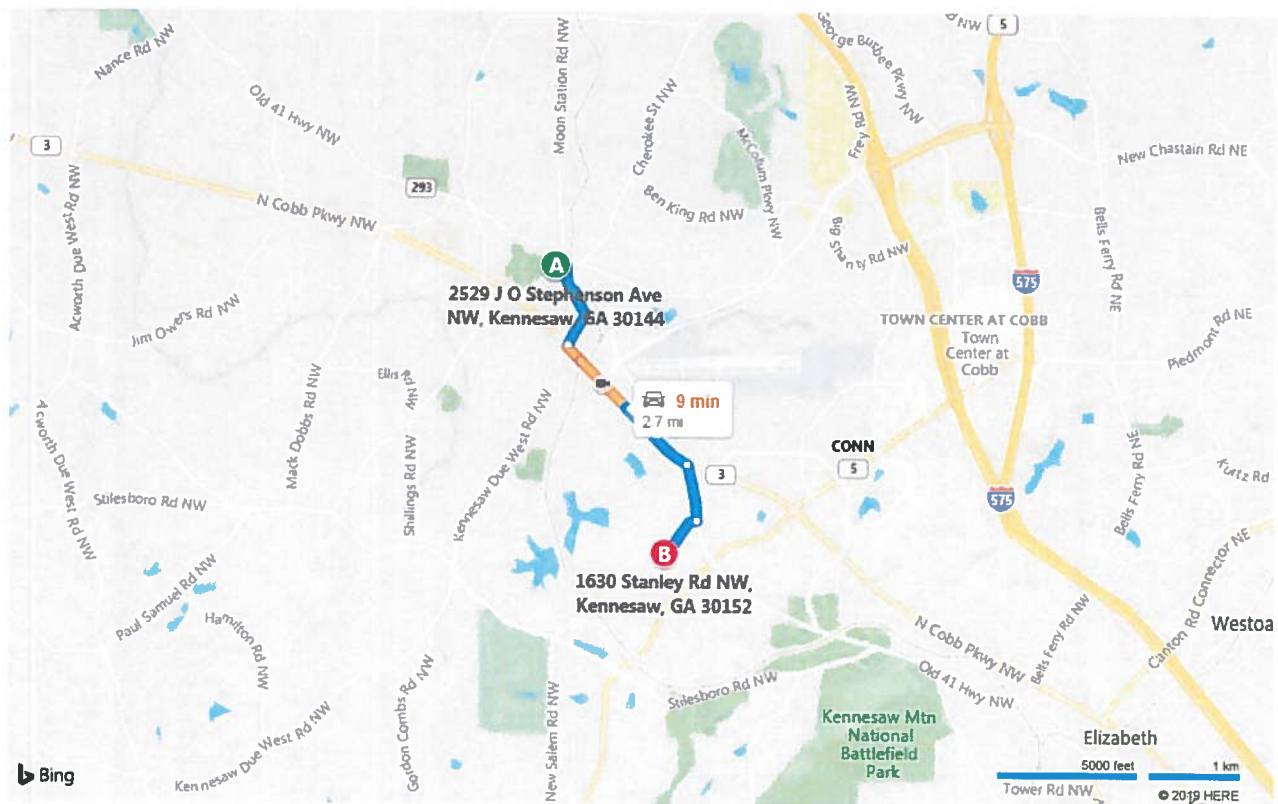 Nance Rd NW
Old 41 Hwy NW
Moon Station Rd NW
Cherokee St NW
George Busbee Pkwy NW
d NW
5
3
293
N Cobb Pkwy NW
Acworth Due West Rd NW
McCollum Pkwy NW
Frey Rd NW
New Chastain Rd NE
Ben King Rd NW
Big Shanty Rd NW
Bells Ferry Rd NE
A
2529 J O Stephenson Ave
NW, Kennesaw, GA 30144
575
Jim Owens Rd NW
TOWN CENTER AT COBB
Town
Center at
Cobb
Piedmont Rd NE
Ellis Rd NW
9 min
2.7 mi
Mack Dobbs Rd NW
Shillings Rd NW
Kennesaw Due West Rd NW
Acworth Due West Rd NW
CONN
5
3
Bells Ferry Rd NE
Kurtz Rd
Stilesboro Rd NW
575
B
1630 Stanley Rd NW,
Kennesaw, GA 30152
Paul Samuel Rd NW
Hamilton Rd NW
Canton Rd Connector NE
Westoa
N Cobb Pkwy NW
Bells Ferry Rd NW
Old 41 Hwy NW
Stilesboro Rd NW
Gordon Combs Rd NW
New Salem Rd NW
Kennesaw Due West Rd NW
Kennesaw Mtn
National
Battlefield
Park
Elizabeth
Bing
5000 feet
1 km
Tower Rd NW
© 2019 HERE